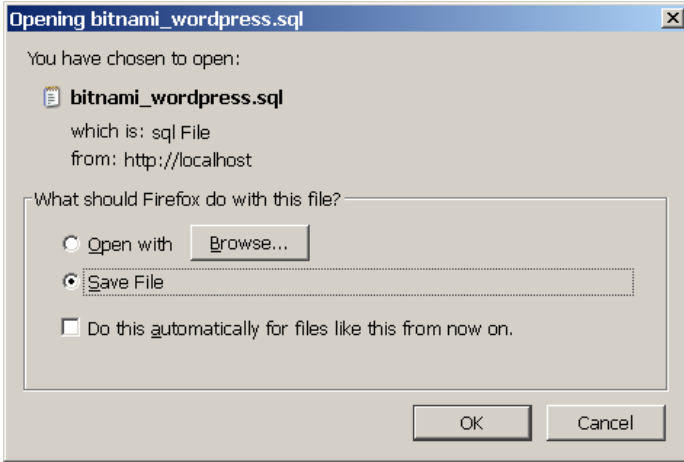 Opening bitnami_wordpress.sql
You have chosen to open:
bitnami_wordpress.sql
which is: sql File
from: http://localhost
What should Firefox do with this file?
Open with Browse...
Save File
Do this automatically for files like this from now on.
OK Cancel